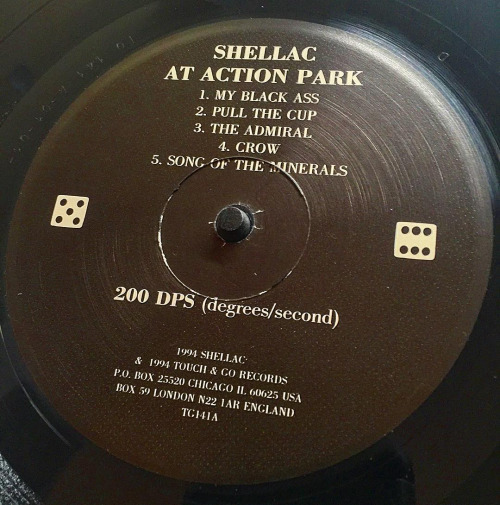 SHELLAC
AT ACTION PARK
1. MY BLACK ASS
2. PULL THE CUP
3. THE ADMIRAL
4. CROW
5. SONG OF THE MINERALS
200 DPS (degrees/second)
1994 SHELLAC
& 1994 TOUCH & GO RECORDS
P.O. BOX 25520 CHICAGO IL 60625 USA
BOX 59 LONDON N22 1AR ENGLAND
TG141A